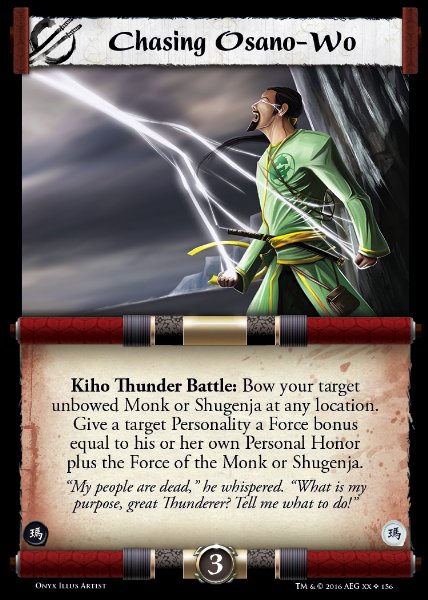 Chasing Osano-Wo
Kiho Thunder Battle: Bow your target
unbowed Monk or Shugenja at any location.
Give a target Personality a Force bonus
equal to his or her own Personal Honor
plus the Force of the Monk or Shugenja.
“My people are dead,” he whispered. “What is my
purpose, great Thunderer? Tell me what to do!”
瑪
瑪
3
Onyx Illus Artist
TM & © 2016 AEG XX ❖ 156